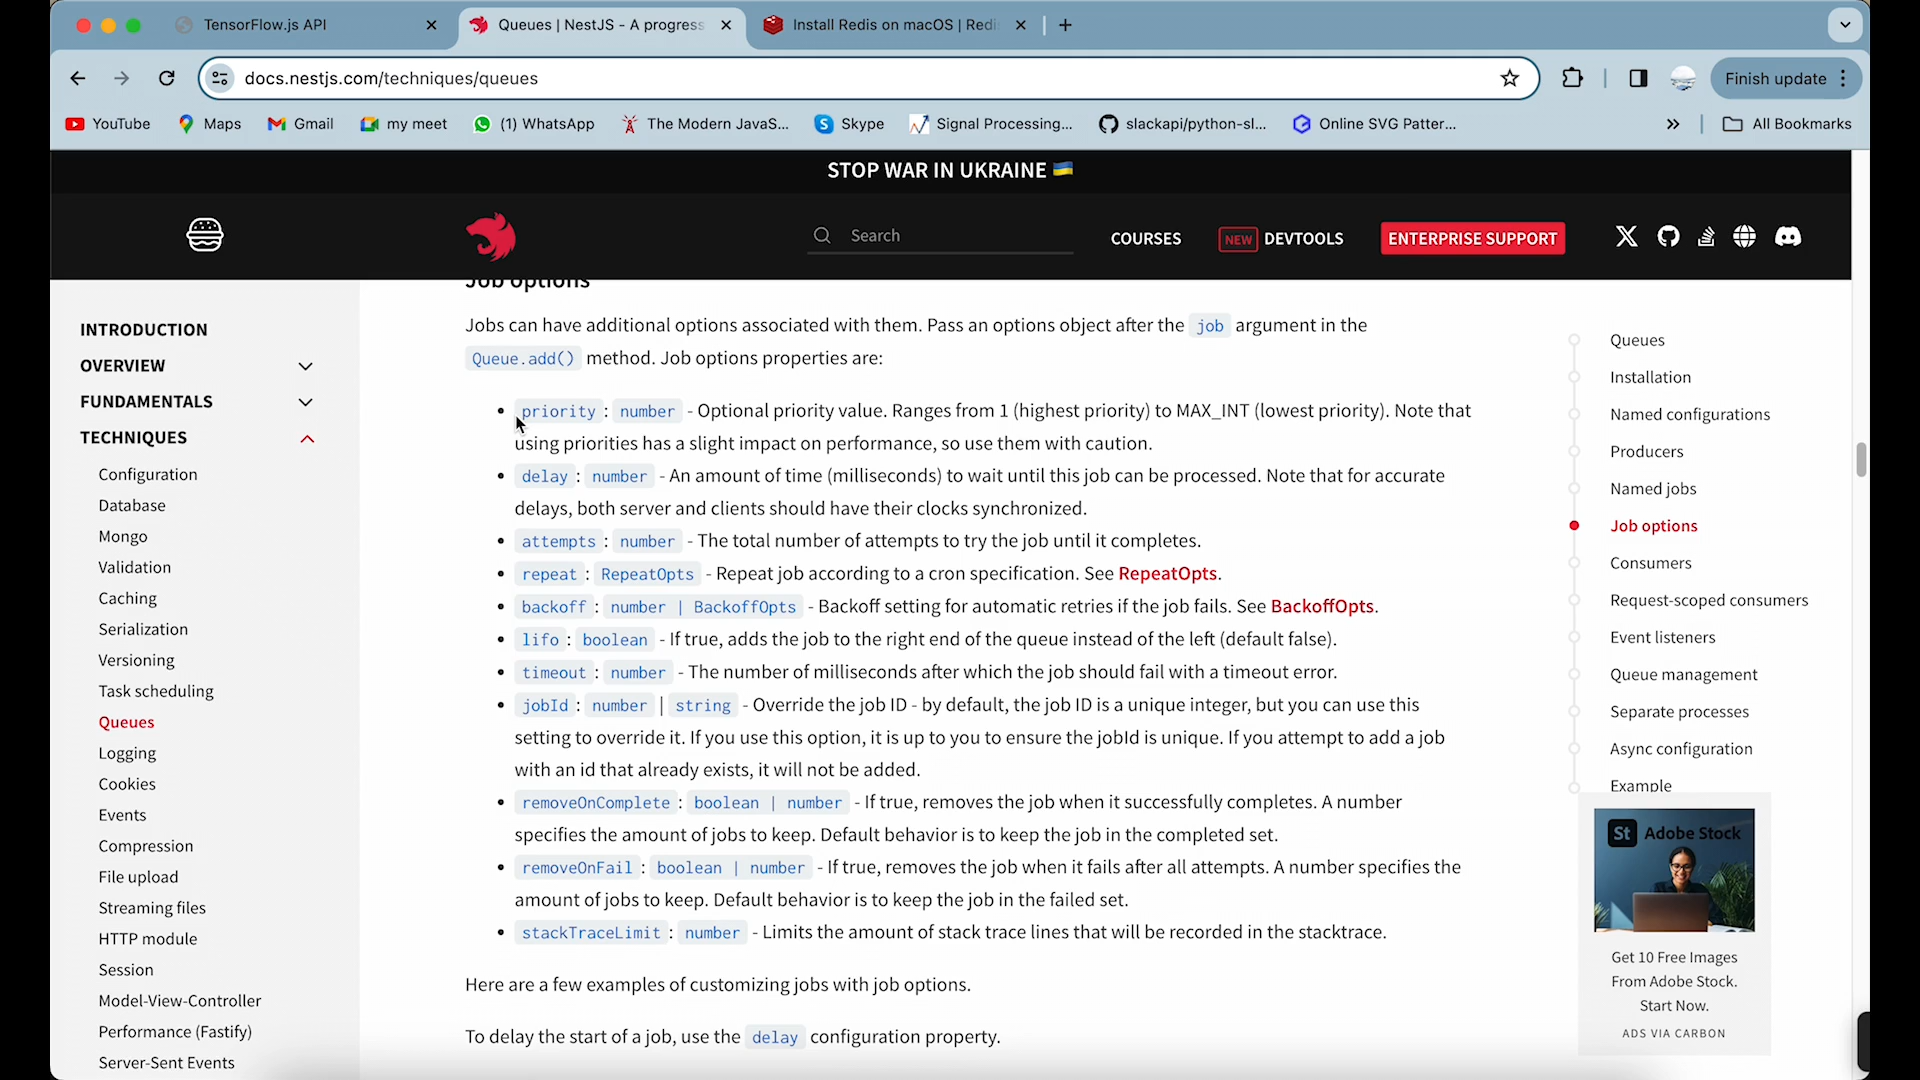 TensorFlow.js API
Queues | NestJS - A progress
Install Redis on macOS | Redi
docs.nestjs.com/techniques/queues
Finish update
YouTube
Maps
Gmail
my meet
(1) WhatsApp
The Modern JavaS...
Skype
Signal Processing...
slackapi/python-sl...
Online SVG Patter...
All Bookmarks
STOP WAR IN UKRAINE
Search
COURSES
NEW DEVTOOLS
ENTERPRISE SUPPORT
INTRODUCTION
OVERVIEW
FUNDAMENTALS
TECHNIQUES
Configuration
Database
Mongo
Validation
Caching
Serialization
Versioning
Task scheduling
Queues
Logging
Cookies
Events
Compression
File upload
Streaming files
HTTP module
Session
Model-View-Controller
Performance (Fastify)
Server-Sent Events
Job options
Jobs can have additional options associated with them. Pass an options object after the job argument in the
Queue.add() method. Job options properties are:
• priority : number - Optional priority value. Ranges from 1 (highest priority) to MAX_INT (lowest priority). Note that
using priorities has a slight impact on performance, so use them with caution.
• delay : number - An amount of time (milliseconds) to wait until this job can be processed. Note that for accurate
delays, both server and clients should have their clocks synchronized.
• attempts : number - The total number of attempts to try the job until it completes.
• repeat : RepeatOpts - Repeat job according to a cron specification. See RepeatOpts.
• backoff : number | BackoffOpts - Backoff setting for automatic retries if the job fails. See BackoffOpts.
• lifo : boolean - If true, adds the job to the right end of the queue instead of the left (default false).
• timeout : number - The number of milliseconds after which the job should fail with a timeout error.
• jobId : number | string - Override the job ID - by default, the job ID is a unique integer, but you can use this
setting to override it. If you use this option, it is up to you to ensure the jobId is unique. If you attempt to add a job
with an id that already exists, it will not be added.
• removeOnComplete : boolean | number - If true, removes the job when it successfully completes. A number
specifies the amount of jobs to keep. Default behavior is to keep the job in the completed set.
• removeOnFail : boolean | number - If true, removes the job when it fails after all attempts. A number specifies the
amount of jobs to keep. Default behavior is to keep the job in the failed set.
• stackTraceLimit : number - Limits the amount of stack trace lines that will be recorded in the stacktrace.
Here are a few examples of customizing jobs with job options.
To delay the start of a job, use the delay configuration property.
Queues
Installation
Named configurations
Producers
Named jobs
Job options
Consumers
Request-scoped consumers
Event listeners
Queue management
Separate processes
Async configuration
Example
St Adobe Stock
Get 10 Free Images
From Adobe Stock.
Start Now.
ADS VIA CARBON